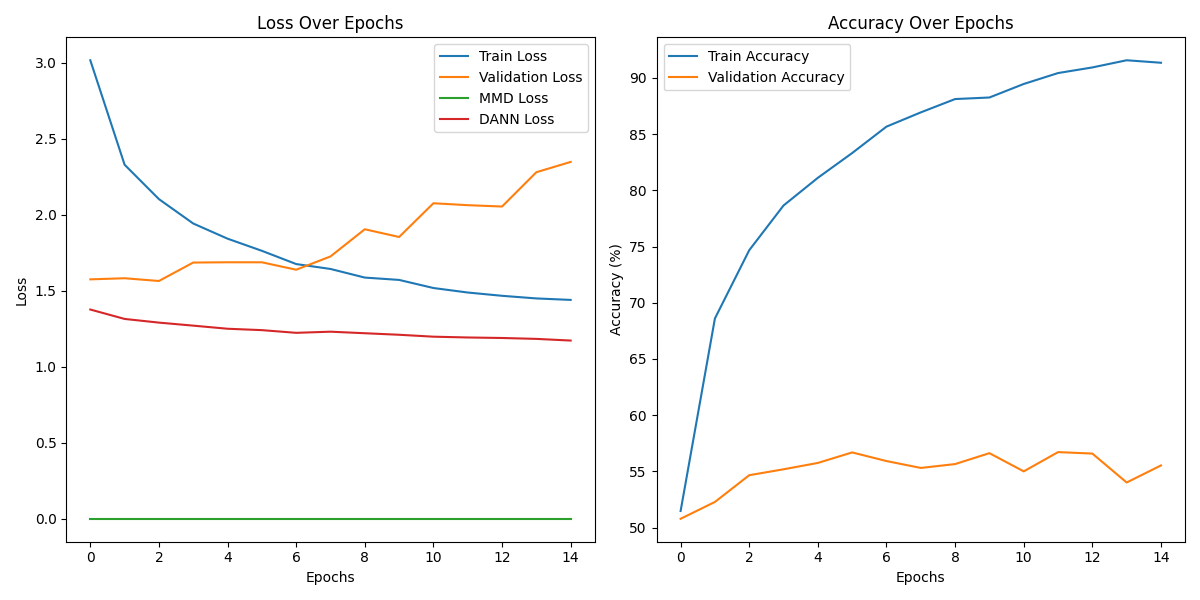 Loss Over Epochs
Train Loss
Validation Loss
MMD Loss
DANN Loss
3.0
2.5
2.0
1.5
1.0
0.5
0.0
Loss
0 2 4 6 8 10 12 14
Epochs
Accuracy Over Epochs
Train Accuracy
Validation Accuracy
90
85
80
75
70
65
60
55
50
Accuracy (%)
0 2 4 6 8 10 12 14
Epochs